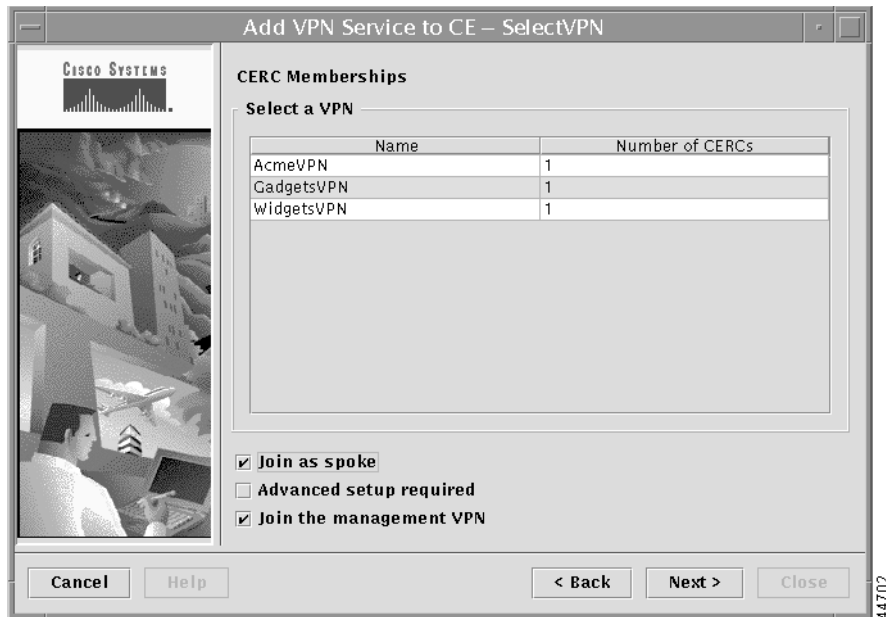 Add VPN Service to CE – SelectVPN
CISCO SYSTEMS
CERC Memberships
Select a VPN
Name Number of CERCs
AcmeVPN 1
GadgetsVPN 1
WidgetsVPN 1
Join as spoke
Advanced setup required
Join the management VPN
Cancel Help < Back Next > Close
44702